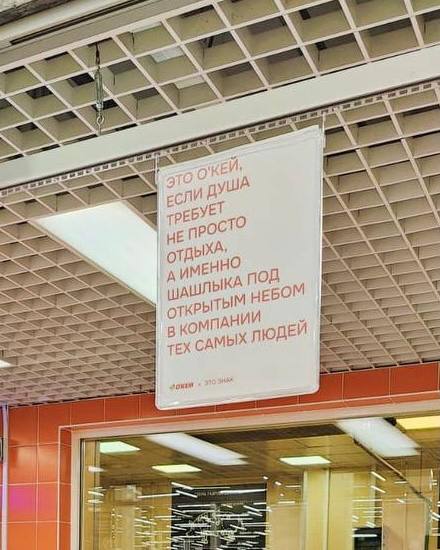 ЭТО О'КЕЙ,
ЕСЛИ ДУША
ТРЕБУЕТ
НЕ ПРОСТО
ОТДЫХА,
А ИМЕННО
ШАШЛЫКА ПОД
ОТКРЫТЫМ НЕБОМ
В КОМПАНИИ
ТЕХ САМЫХ ЛЮДЕЙ
ОКЕЙ × ЭТО ЗНАК